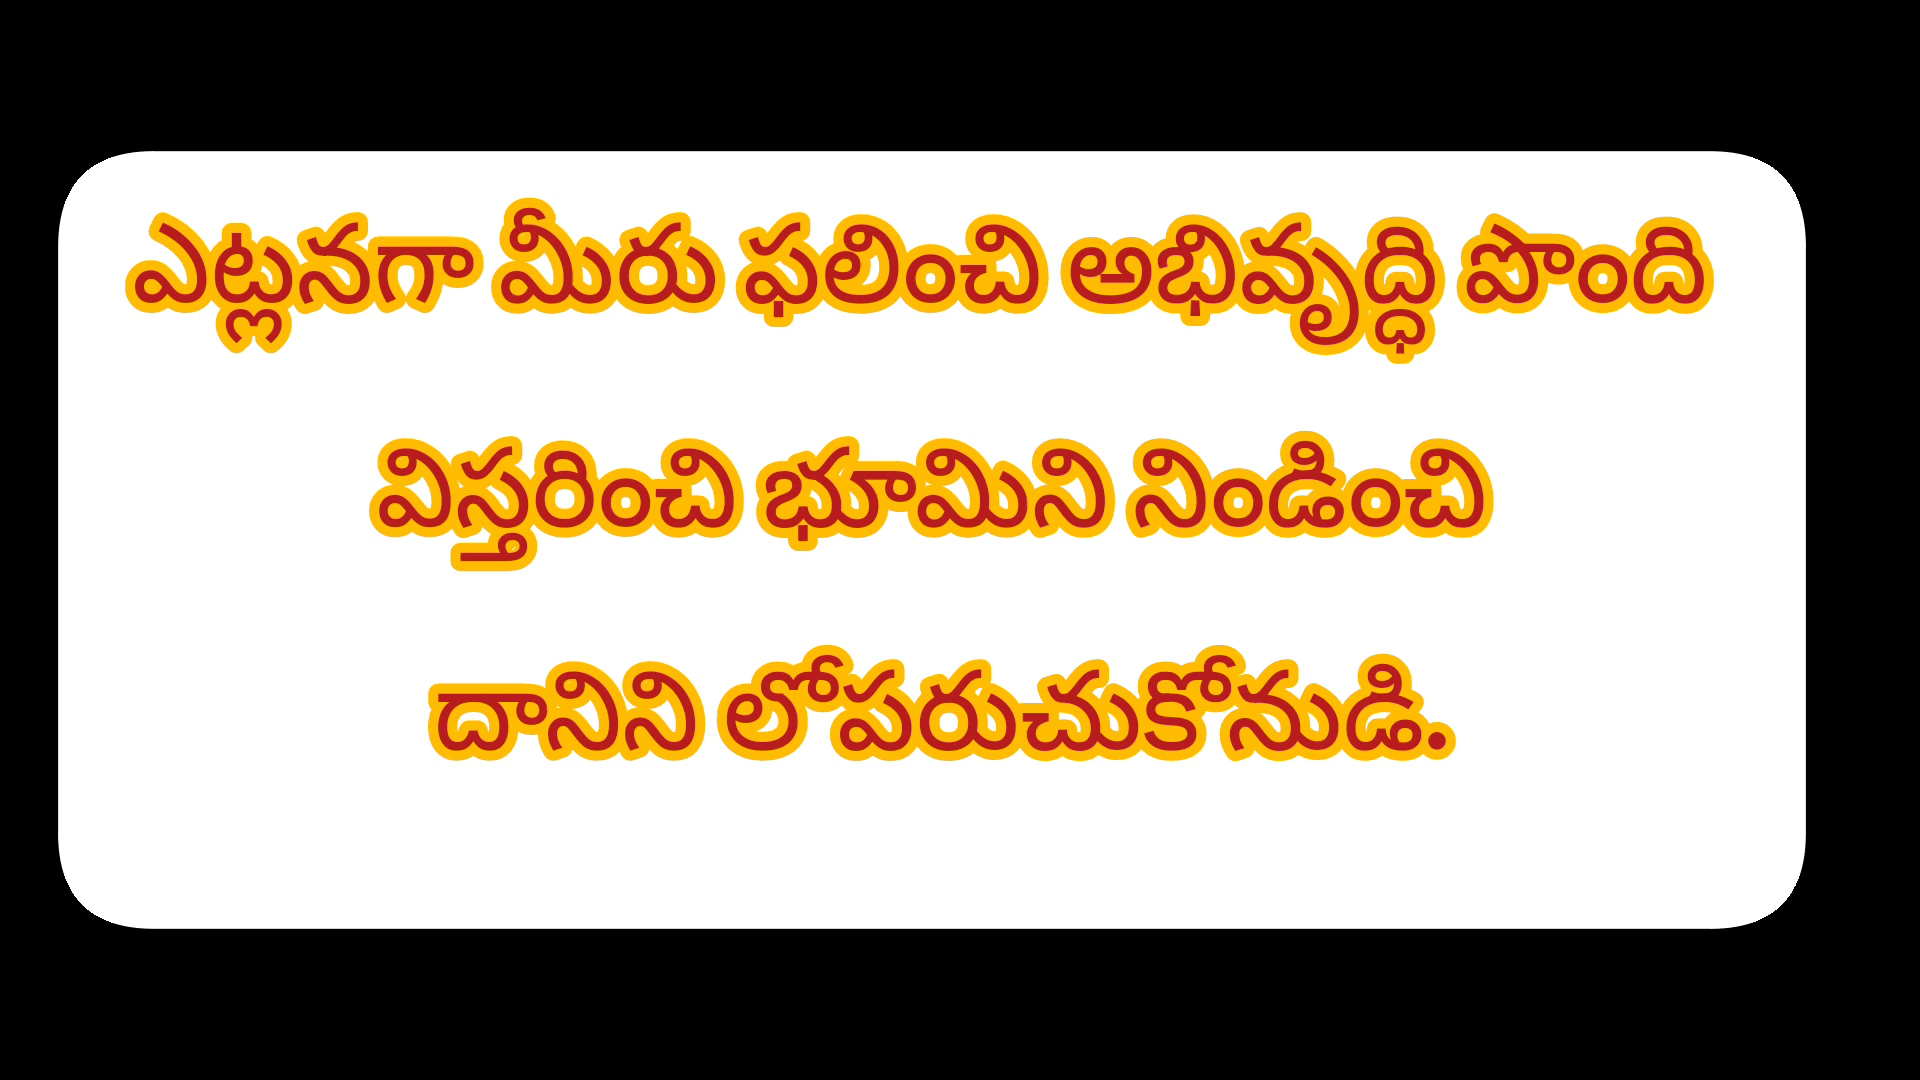 ఎట్లనగా మీరు ఫలించి అభివృద్ధి పొంది
విస్తరించి భూమిని నిండించి
దానిని లోపరుచుకోనుడి.